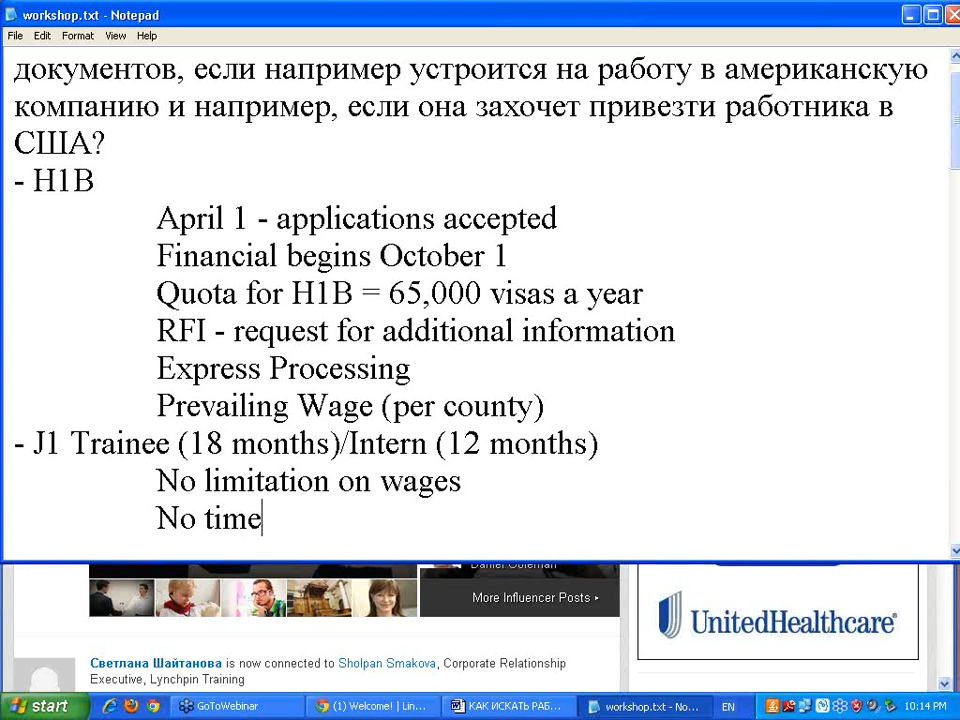 workshop.txt - Notepad
File Edit Format View Help
документов, если например устроится на работу в американскую
компанию и например, если она захочет привезти работника в
США?
- H1B
April 1 - applications accepted
Financial begins October 1
Quota for H1B = 65,000 visas a year
RFI - request for additional information
Express Processing
Prevailing Wage (per county)
- J1 Trainee (18 months)/Intern (12 months)
No limitation on wages
No time
Daniel Goleman
More Influencer Posts ▸
UnitedHealthcare®
Светлана Шайтанова is now connected to Sholpan Smakova, Corporate Relationship
Executive, Lynchpin Training
start GoToWebinar (1) Welcome! | Lin... КАК ИСКАТЬ РАБ... workshop.txt - No... EN 10:14 PM